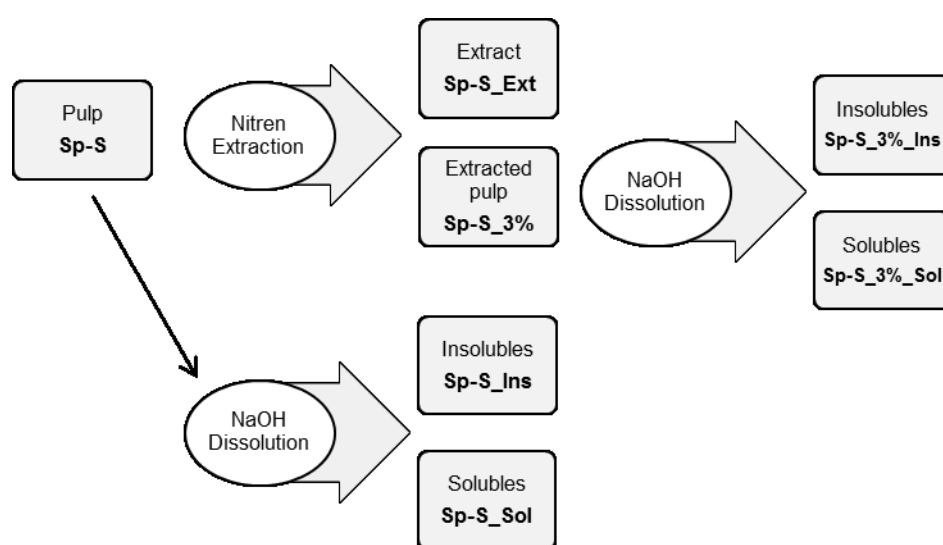 Pulp
Sp-S
Nitren
Extraction
Extract
Sp-S_Ext
Extracted
pulp
Sp-S_3%
NaOH
Dissolution
Insolubles
Sp-S_3%_Ins
Solubles
Sp-S_3%_Sol
NaOH
Dissolution
Insolubles
Sp-S_Ins
Solubles
Sp-S_Sol